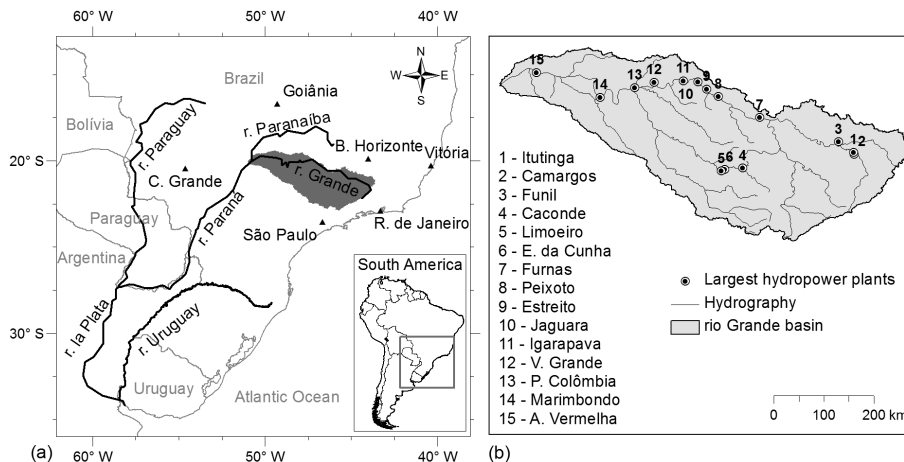 60° W
50° W
40° W
N
W
E
S
Brazil
Goiânia
Bolívia
r. Paraguay
r. Paranaíba
B. Horizonte
Vitória
20° S
C. Grande
r. Grande
Paraguay
r. Paraná
São Paulo
R. de Janeiro
Argentina
South America
r. la Plata
r. Uruguay
30° S
Uruguay
Atlantic Ocean
60° W
50° W
40° W
(a)
15
14
13
12
11
10
9
8
7
3
12
5
6
4
1 - Itutinga
2 - Camargos
3 - Funil
4 - Caconde
5 - Limoeiro
6 - E. da Cunha
7 - Furnas
8 - Peixoto
9 - Estreito
10 - Jaguara
11 - Igarapava
12 - V. Grande
13 - P. Colômbia
14 - Marimbondo
15 - A. Vermelha
Largest hydropower plants
Hydrography
rio Grande basin
0
100
200 km
(b)